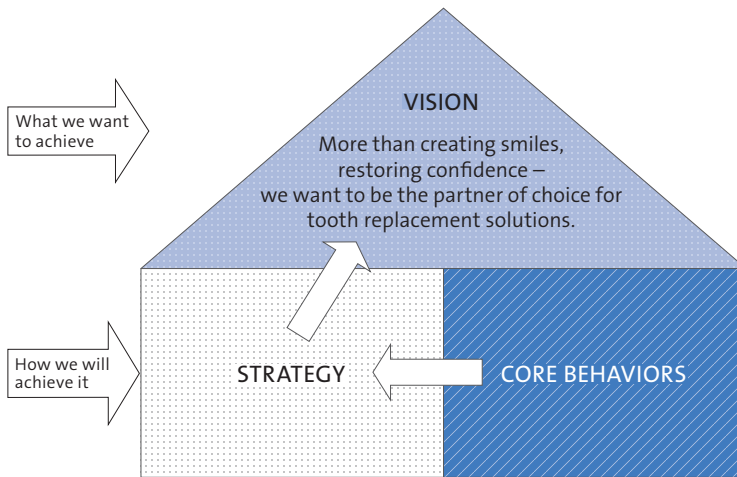 VISION
What we want
to achieve
More than creating smiles,
restoring confidence –
we want to be the partner of choice for
tooth replacement solutions.
How we will
achieve it
STRATEGY
CORE BEHAVIORS